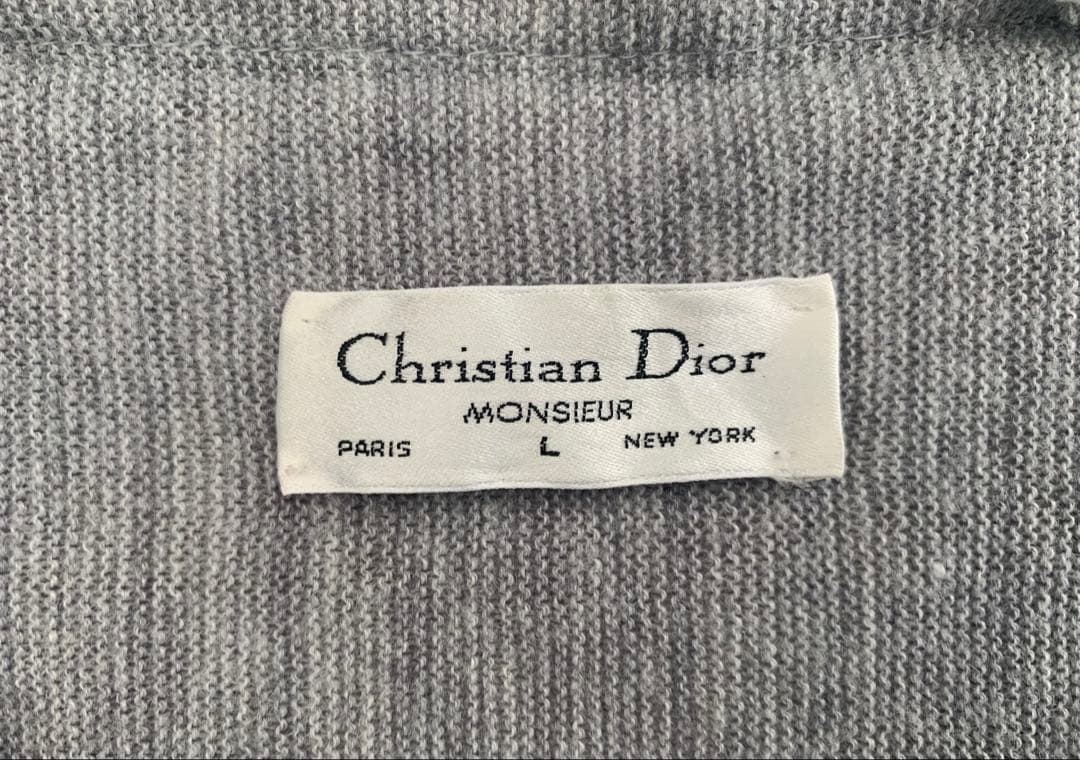 Christian Dior
MONSIEUR
PARIS L NEW YORK